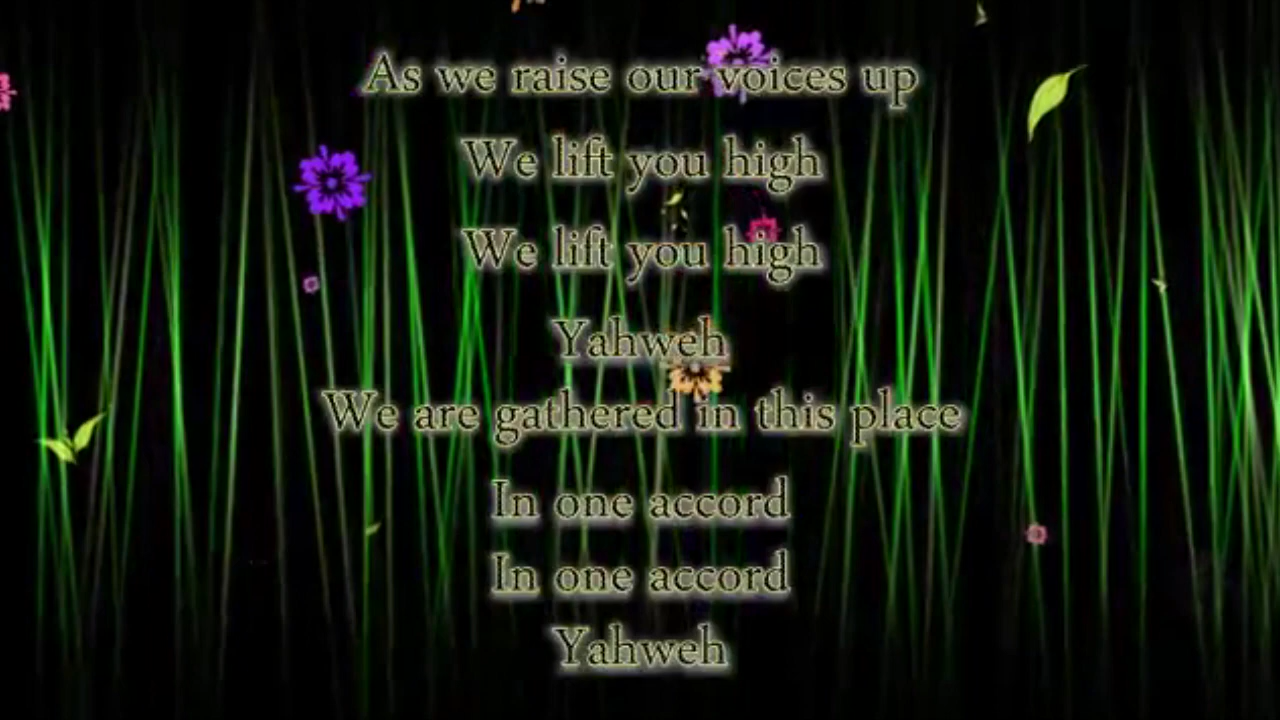 As we raise our voices up
We lift you high
We lift you high
Yahweh
We are gathered in this place
In one accord
In one accord
Yahweh